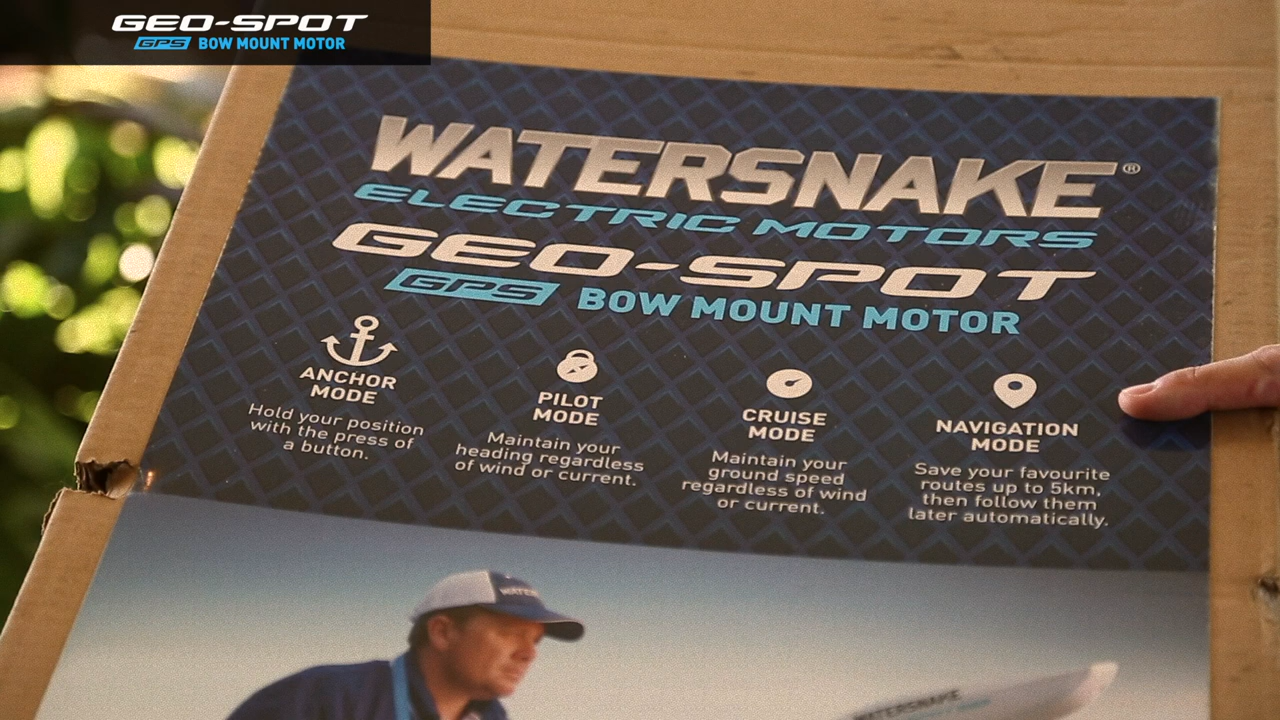 GEO-SPOT
GPS BOW MOUNT MOTOR
WATERSNAKE®
ELECTRIC MOTORS
GEO-SPOT
GPS BOW MOUNT MOTOR
ANCHOR
MODE
Hold your position
with the press of
a button.
PILOT
MODE
Maintain your
heading regardless
of wind or current.
CRUISE
MODE
Maintain your
ground speed
regardless of wind
or current.
NAVIGATION
MODE
Save your favourite
routes up to 5km,
then follow them
later automatically.
WATERSNAKE